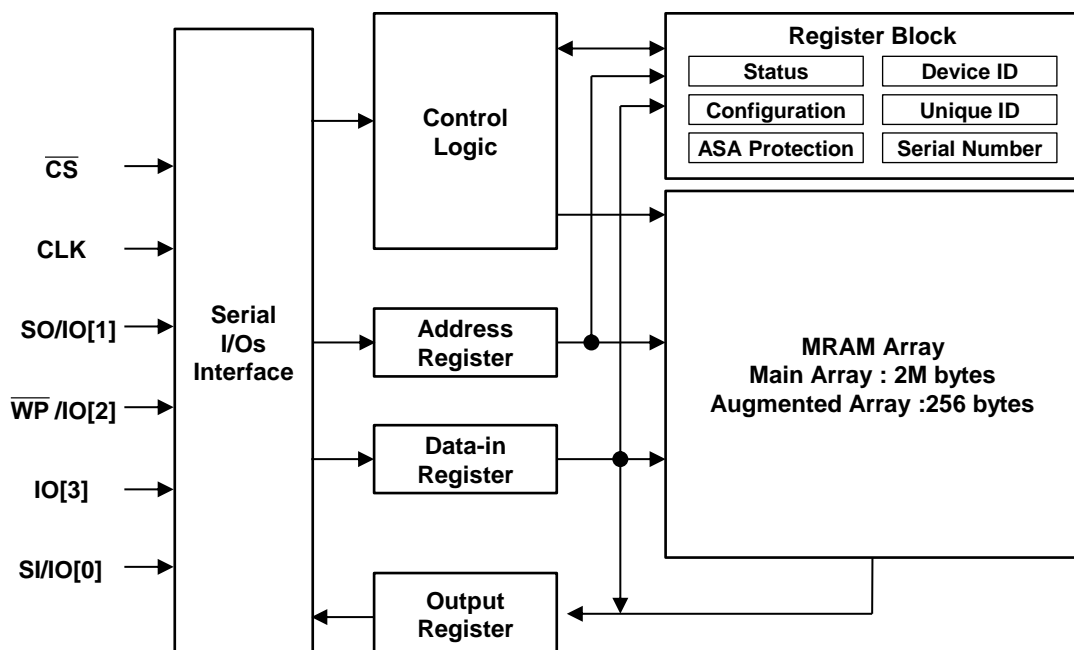 Register Block
Status
Device ID
Configuration
Unique ID
ASA Protection
Serial Number
Control
Logic
C̅S̅
CLK
SO/IO[1]
W̅P̅ /IO[2]
IO[3]
SI/IO[0]
Serial
I/Os
Interface
Address
Register
Data-in
Register
Output
Register
MRAM Array
Main Array : 2M bytes
Augmented Array :256 bytes